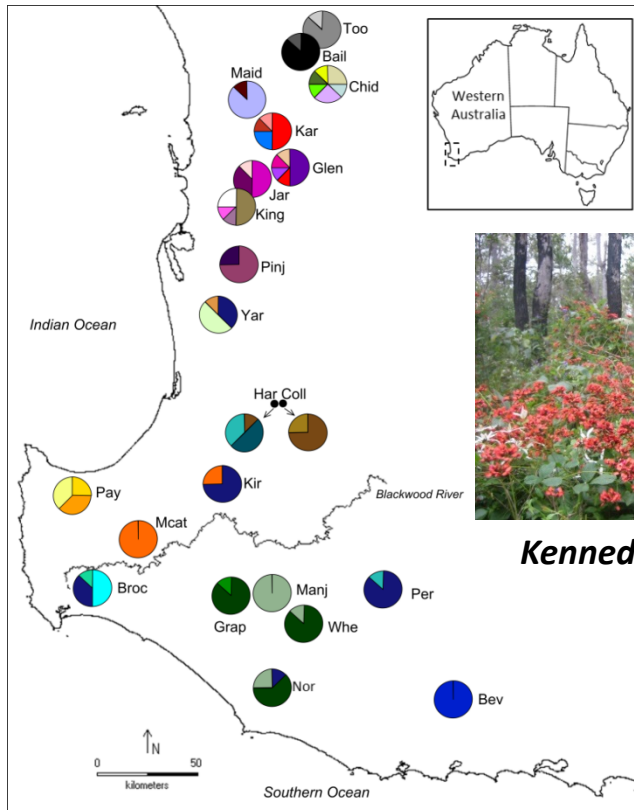 Too
Bail
Maid
Chid
Kar
Glen
Jar
King
Pinj
Yar
Western
Australia
Indian Ocean
Har Coll
Kir
Pay
Blackwood River
Mcat
Kenned
Broc
Manj
Per
Grap
Whe
Nor
Bev
N
0
50
kilometers
Southern Ocean